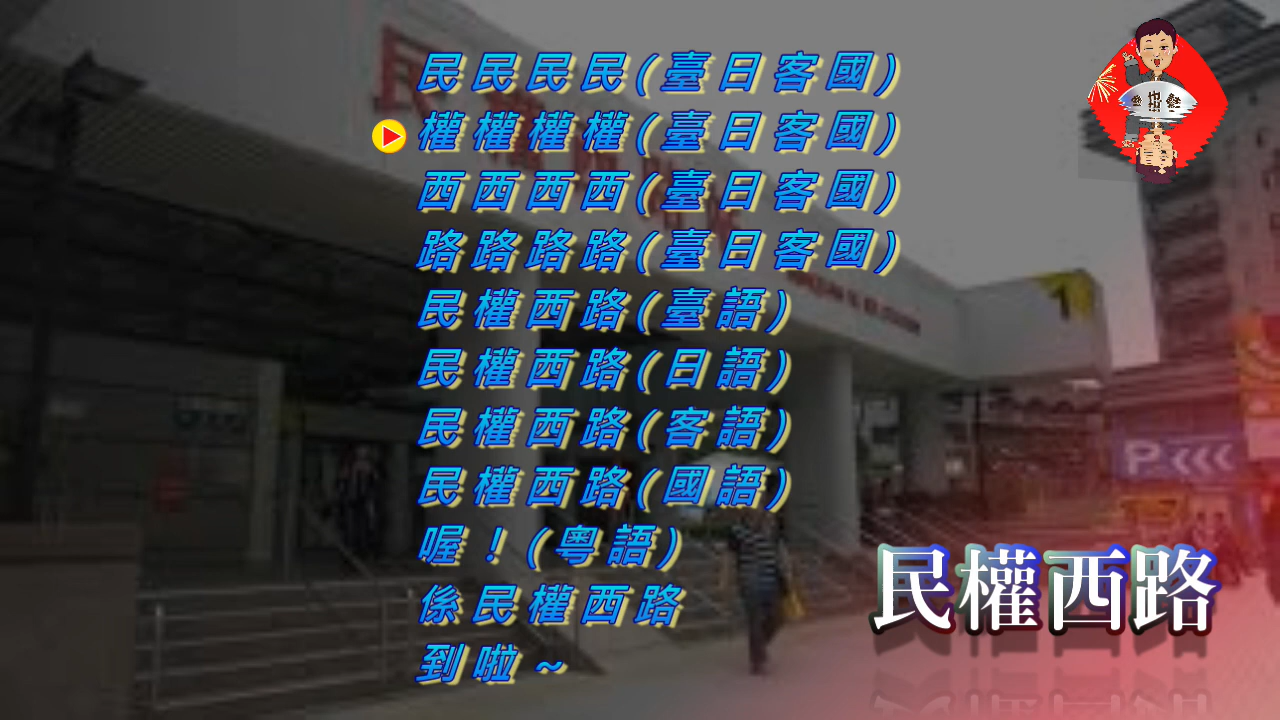 民民民民(臺日客國)
權權權權(臺日客國)
西西西西(臺日客國)
路路路路(臺日客國)
民權西路(臺語)
民權西路(日語)
民權西路(客語)
民權西路(國語)
喔！(粵語)
係民權西路
到啦~
P
民權西路